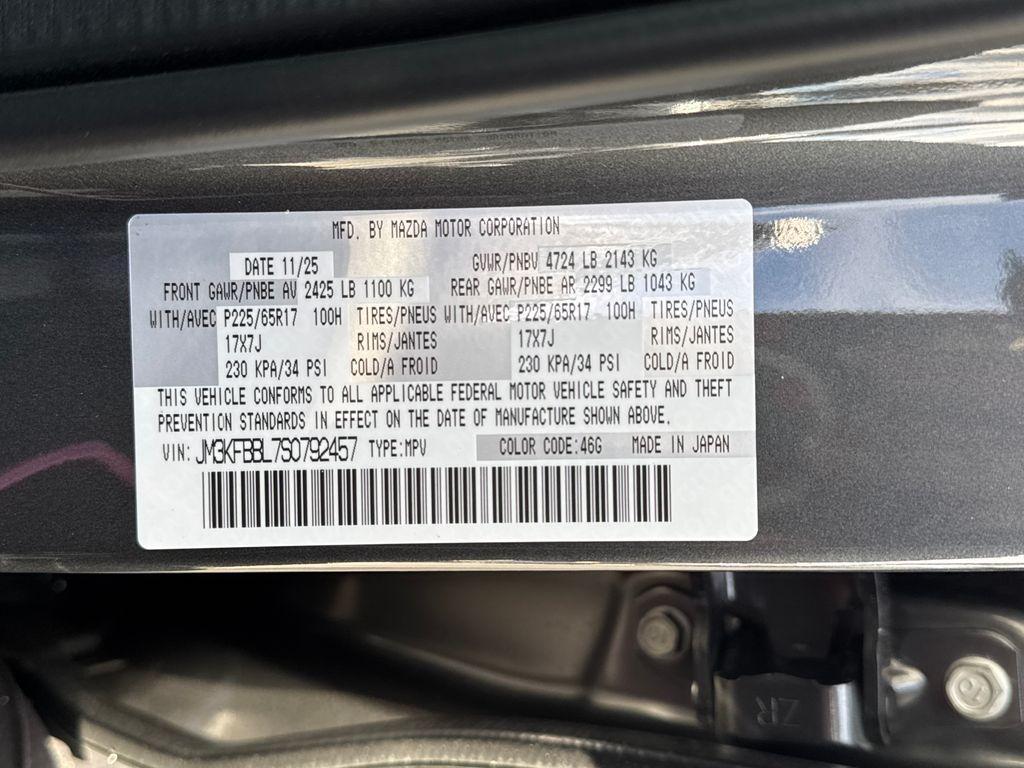 MFD. BY MAZDA MOTOR CORPORATION
DATE 11/25 GVWR/PNBV 4724 LB 2143 KG
FRONT GAWR/PNBE AV 2425 LB 1100 KG REAR GAWR/PNBE AR 2299 LB 1043 KG
WITH/AVEC P225/65R17 100H TIRES/PNEUS WITH/AVEC P225/65R17 100H TIRES/PNEUS
17X7J RIMS/JANTES 17X7J RIMS/JANTES
230 KPA/34 PSI COLD/A FROID 230 KPA/34 PSI COLD/A FROID
THIS VEHICLE CONFORMS TO ALL APPLICABLE FEDERAL MOTOR VEHICLE SAFETY AND THEFT
PREVENTION STANDARDS IN EFFECT ON THE DATE OF MANUFACTURE SHOWN ABOVE.
VIN: JM3KFBBL7S0792457 TYPE:MPV COLOR CODE:46G MADE IN JAPAN
ZR